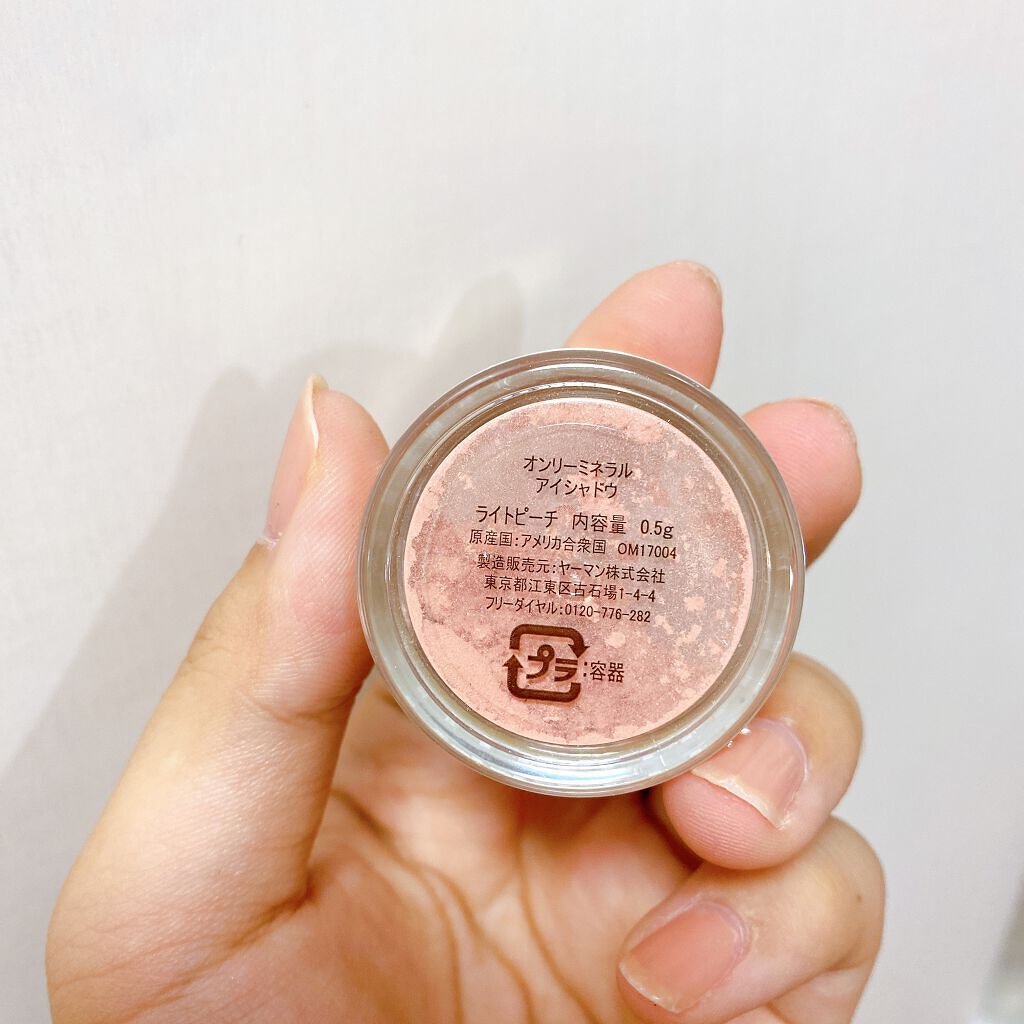 オンリーミネラル
アイシャドウ
ライトピーチ 内容量 0.5g
原産国:アメリカ合衆国 OM17004
製造販売元:ヤーマン株式会社
東京都江東区古石場1-4-4
フリーダイヤル:0120-776-282
プラ:容器